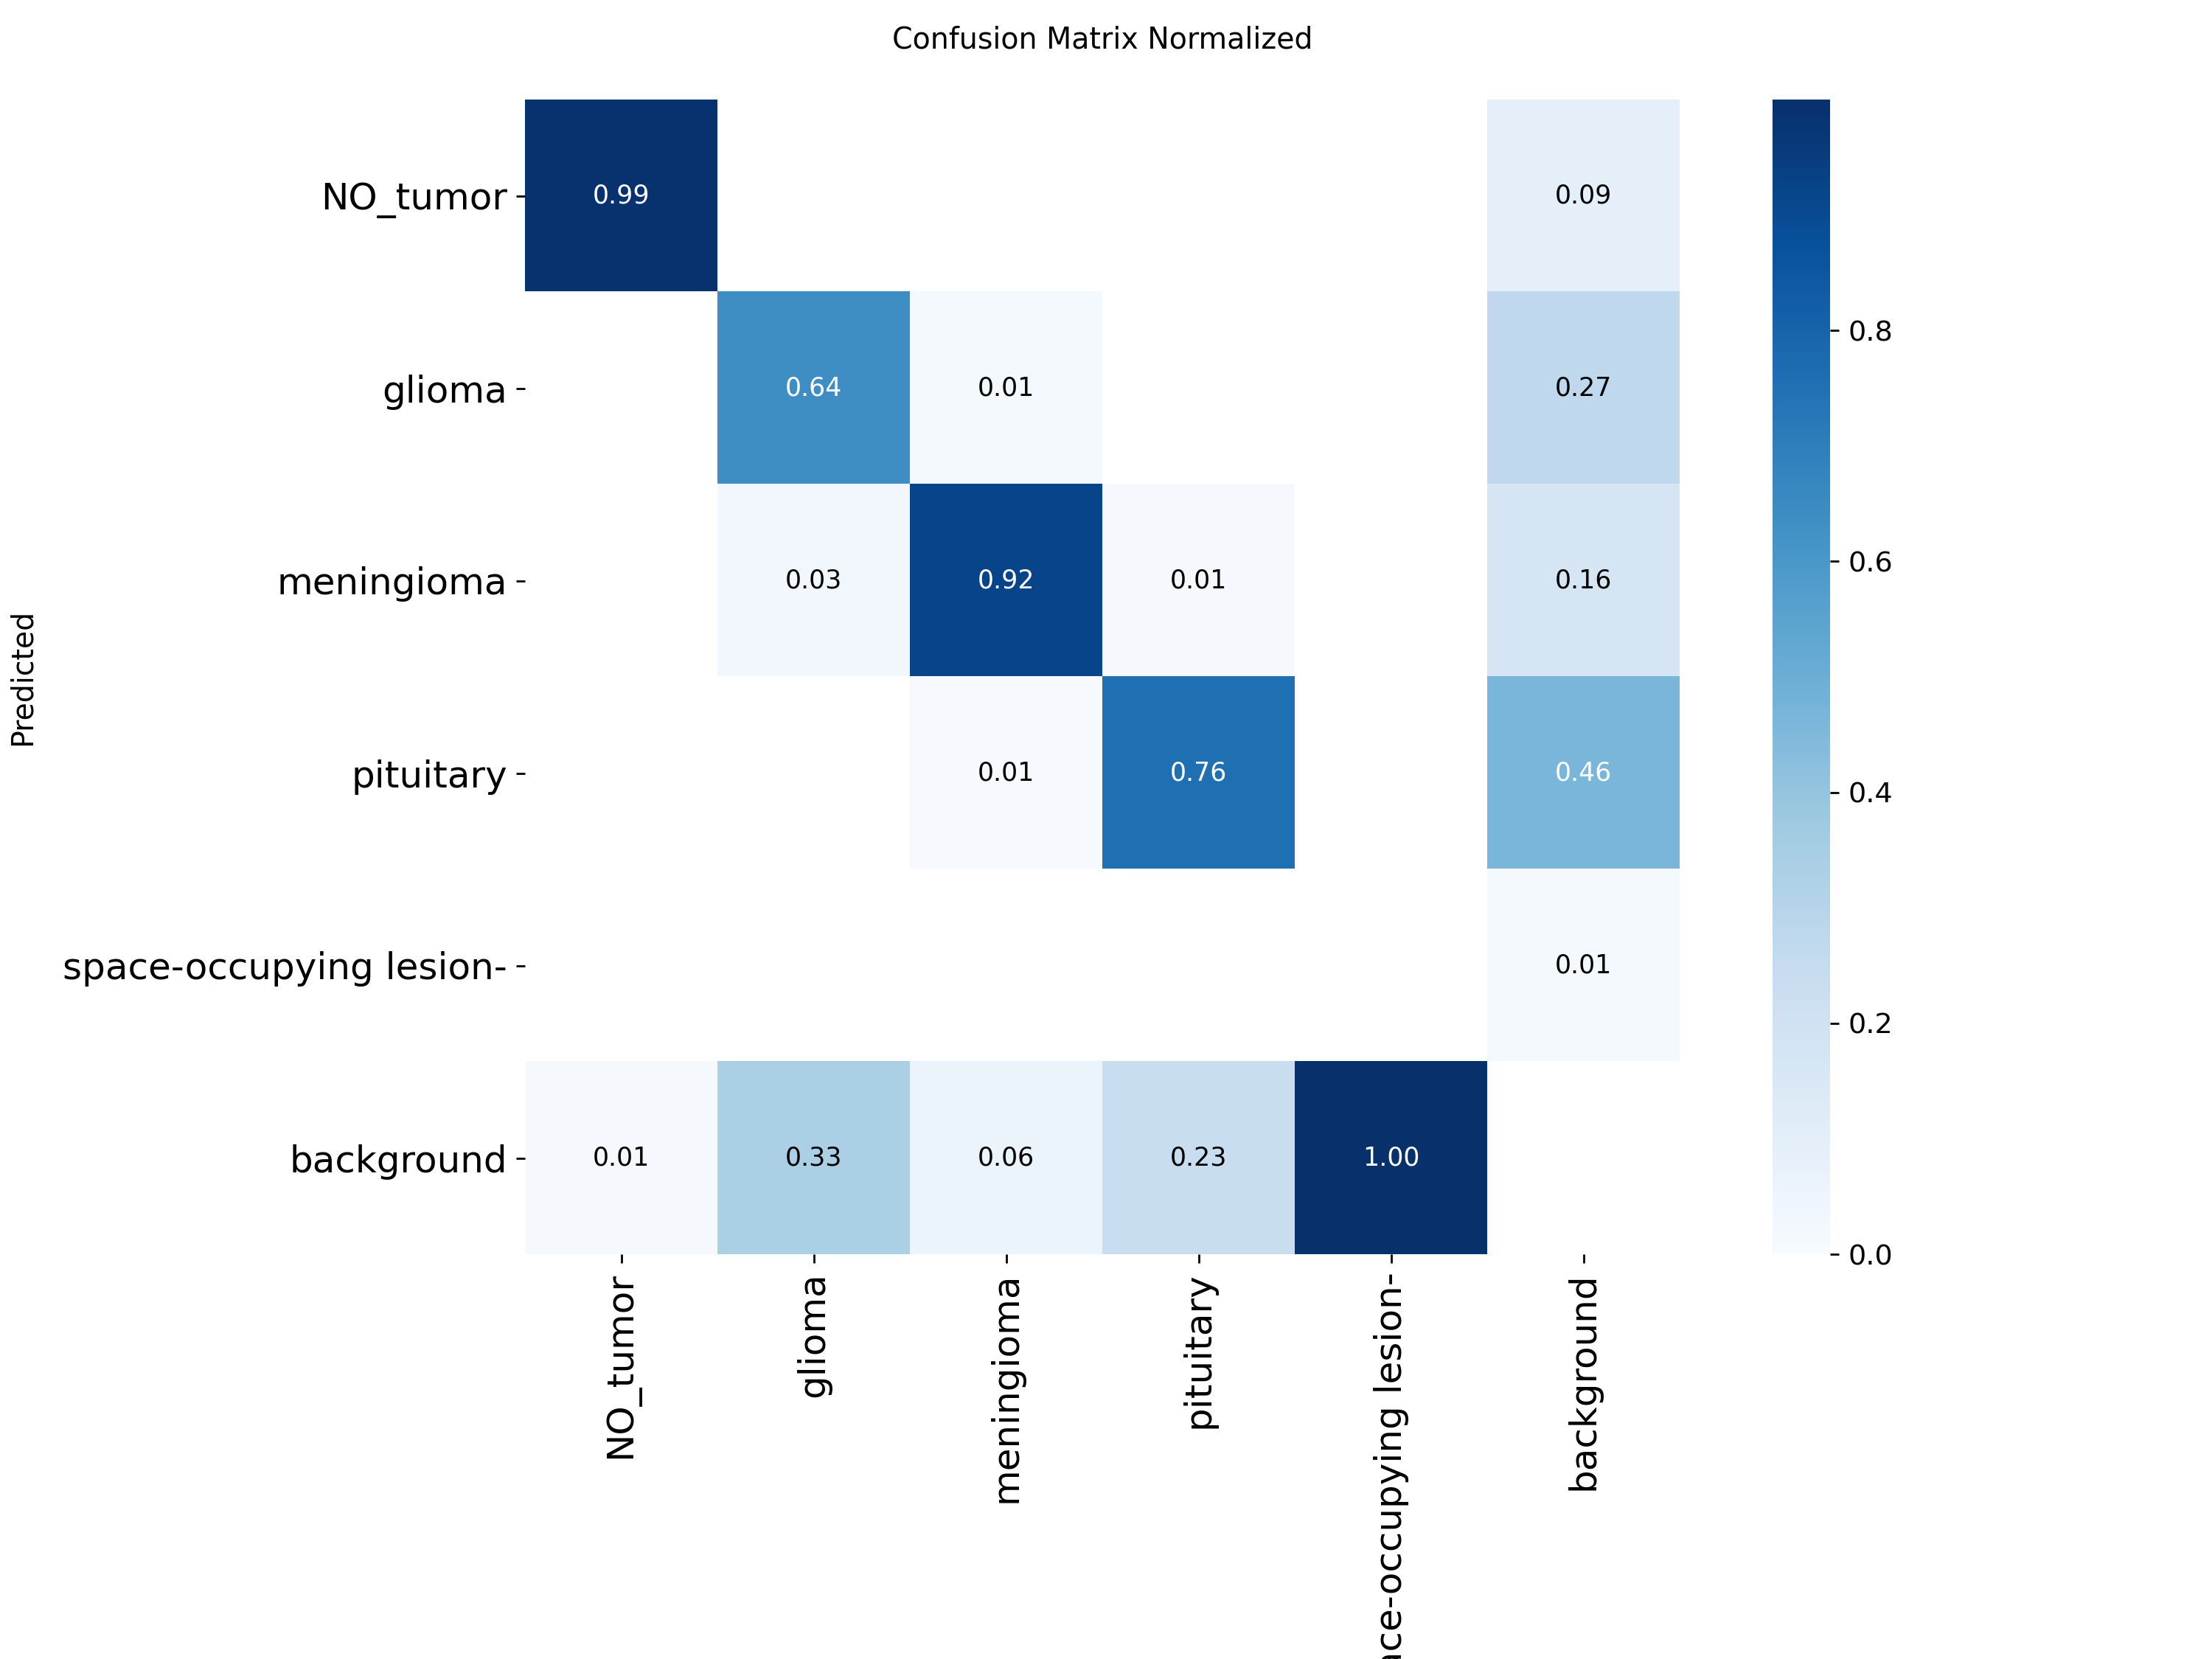 Confusion Matrix Normalized
Predicted
NO_tumor 0.99 0.09
0.8
glioma 0.64 0.01 0.27
0.6
meningioma 0.03 0.92 0.01 0.16
pituitary 0.01 0.76 0.46
0.4
space-occupying lesion- 0.01
0.2
background 0.01 0.33 0.06 0.23 1.00
0.0
NO_tumor
glioma
meningioma
pituitary
ace-occupying lesion-
background